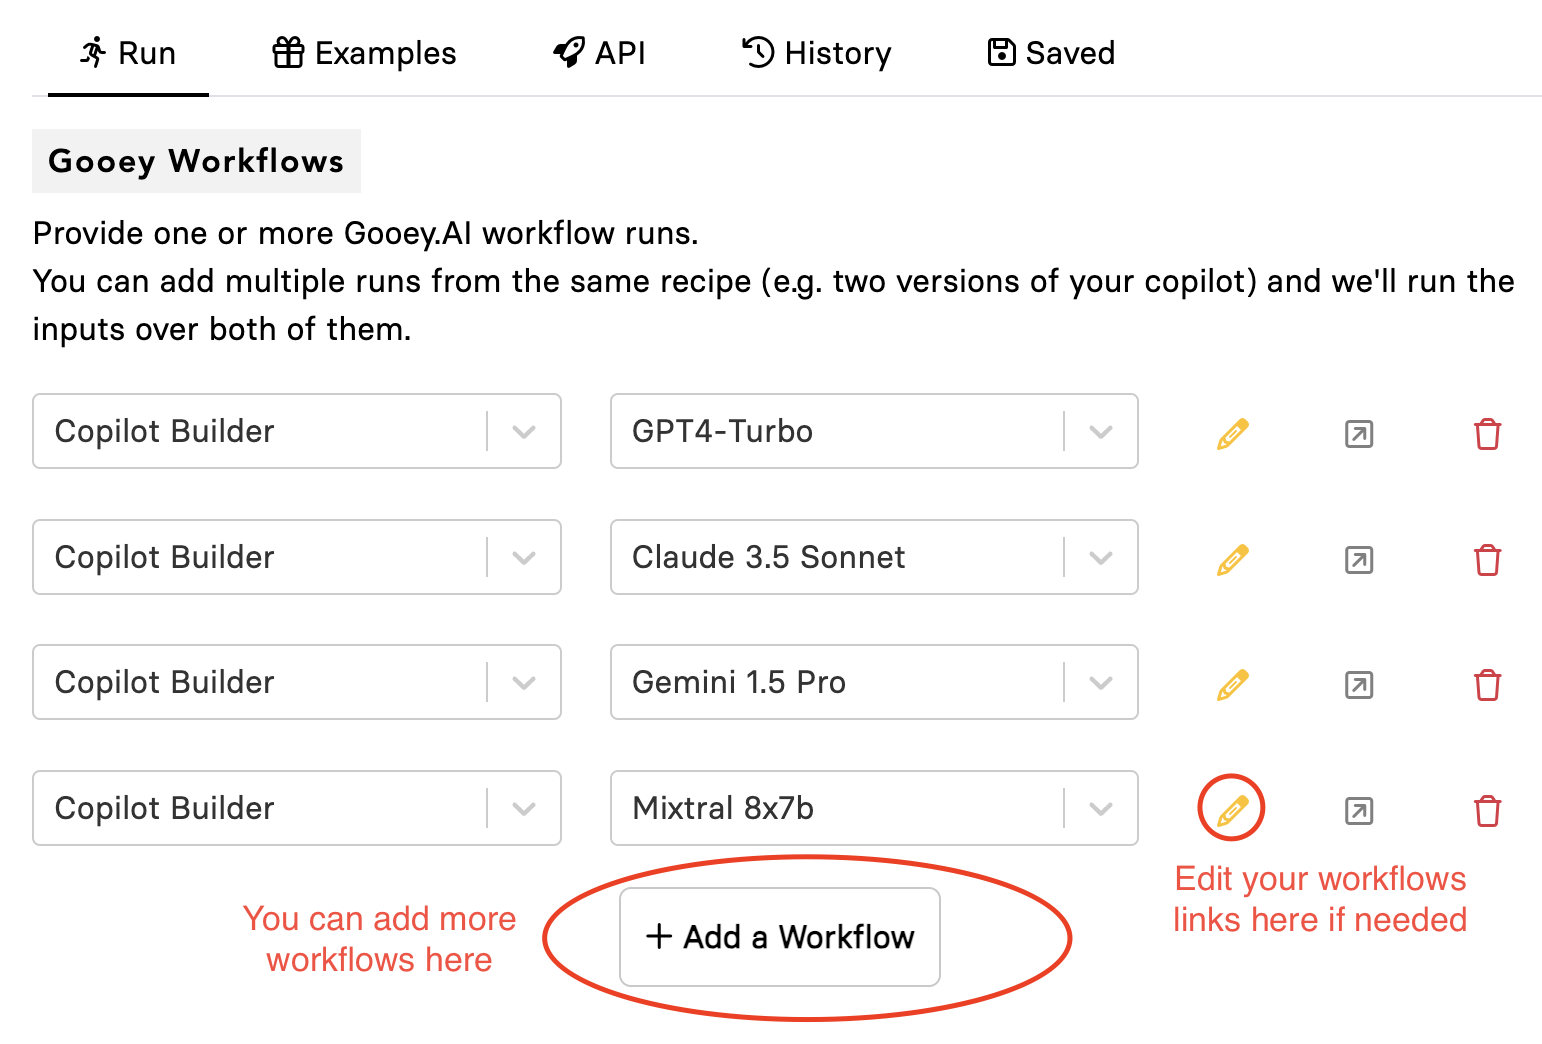 Run Examples API History Saved
Gooey Workflows
Provide one or more Gooey.AI workflow runs.
You can add multiple runs from the same recipe (e.g. two versions of your copilot) and we'll run the
inputs over both of them.
Copilot Builder GPT4-Turbo
Copilot Builder Claude 3.5 Sonnet
Copilot Builder Gemini 1.5 Pro
Copilot Builder Mixtral 8x7b
You can add more
workflows here
+ Add a Workflow
Edit your workflows
links here if needed